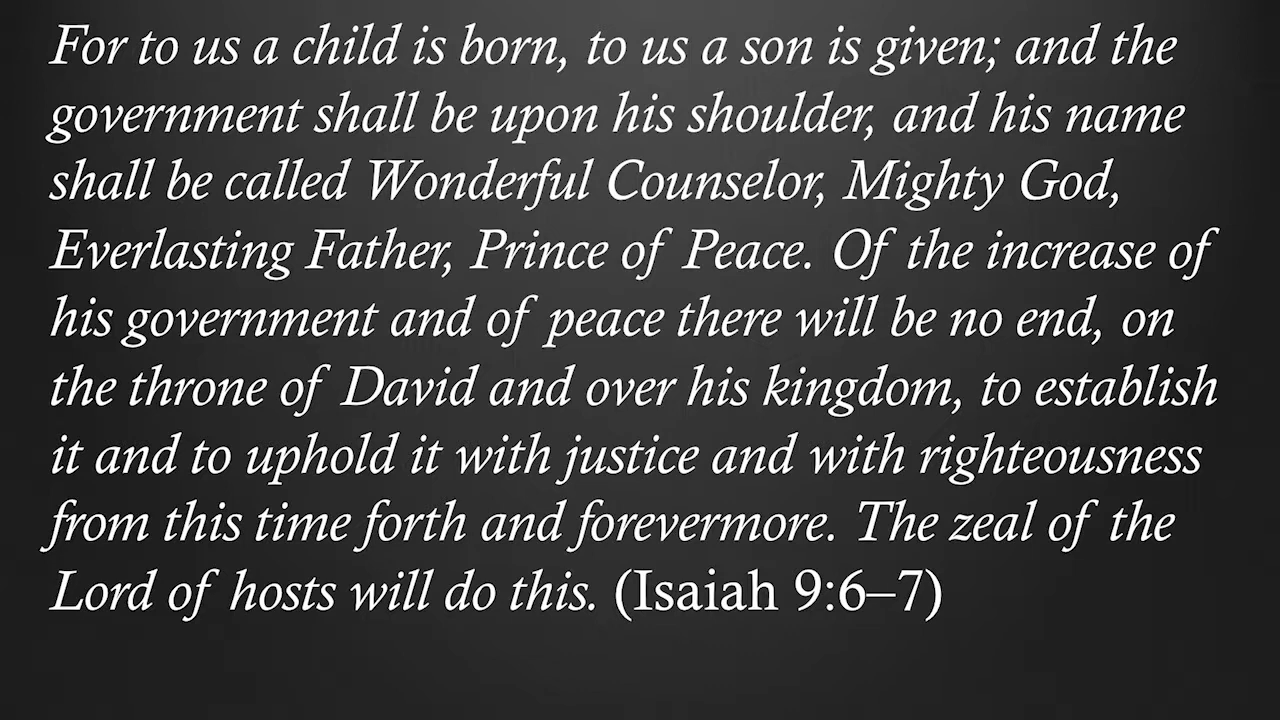 For to us a child is born, to us a son is given; and the
government shall be upon his shoulder, and his name
shall be called Wonderful Counselor, Mighty God,
Everlasting Father, Prince of Peace. Of the increase of
his government and of peace there will be no end, on
the throne of David and over his kingdom, to establish
it and to uphold it with justice and with righteousness
from this time forth and forevermore. The zeal of the
Lord of hosts will do this. (Isaiah 9:6–7)